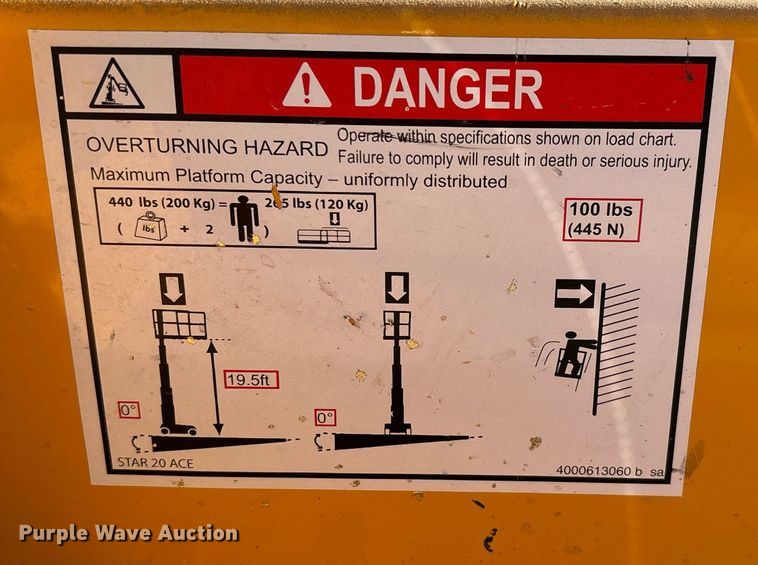 DANGER
OVERTURNING HAZARD
Operate within specifications shown on load chart.
Failure to comply will result in death or serious injury.
Maximum Platform Capacity – uniformly distributed
440 lbs (200 Kg) = lbs (120 Kg)
( lbs + 2 )
100 lbs
(445 N)
19.5ft
0°
0°
STAR 20 ACE
4000613060 b sa
Purple Wave Auction